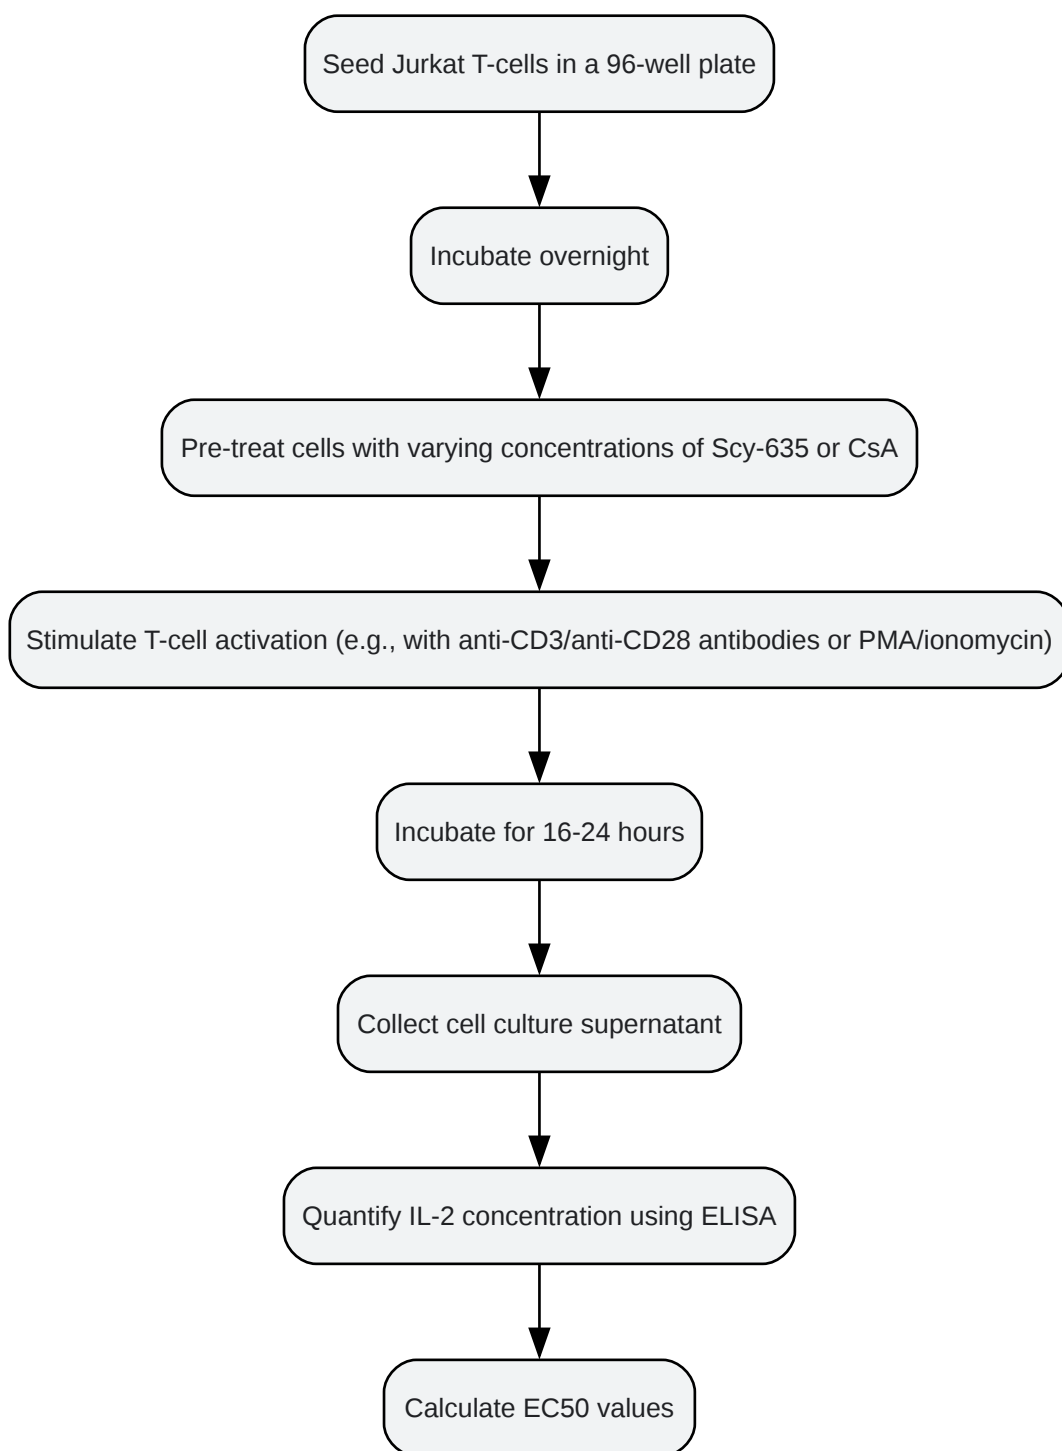 Seed Jurkat T-cells in a 96-well plate
Incubate overnight
Pre-treat cells with varying concentrations of Scy-635 or CsA
Stimulate T-cell activation (e.g., with anti-CD3/anti-CD28 antibodies or PMA/ionomycin)
Incubate for 16-24 hours
Collect cell culture supernatant
Quantify IL-2 concentration using ELISA
Calculate EC50 values